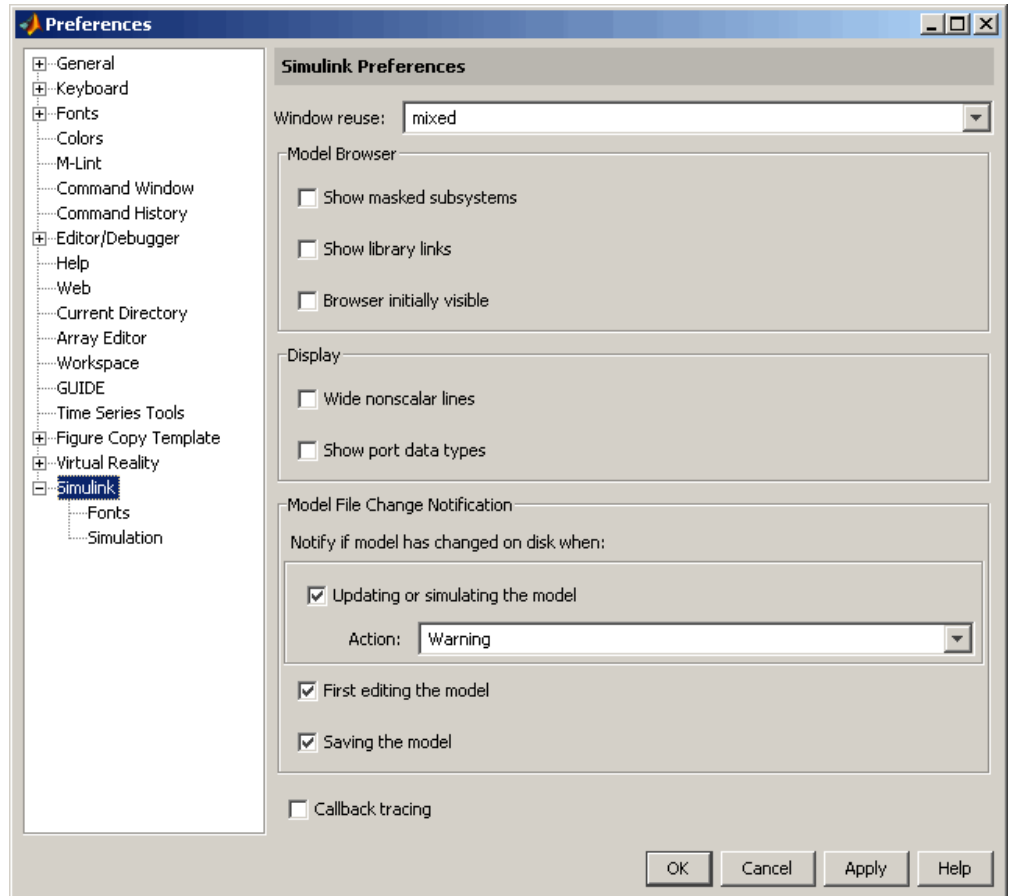 Preferences
General
Keyboard
Fonts
Colors
M-Lint
Command Window
Command History
Editor/Debugger
Help
Web
Current Directory
Array Editor
Workspace
GUIDE
Time Series Tools
Figure Copy Template
Virtual Reality
Simulink
Fonts
Simulation
Simulink Preferences
Window reuse: mixed
Model Browser
Show masked subsystems
Show library links
Browser initially visible
Display
Wide nonscalar lines
Show port data types
Model File Change Notification
Notify if model has changed on disk when:
Updating or simulating the model
Action: Warning
First editing the model
Saving the model
Callback tracing
OK Cancel Apply Help